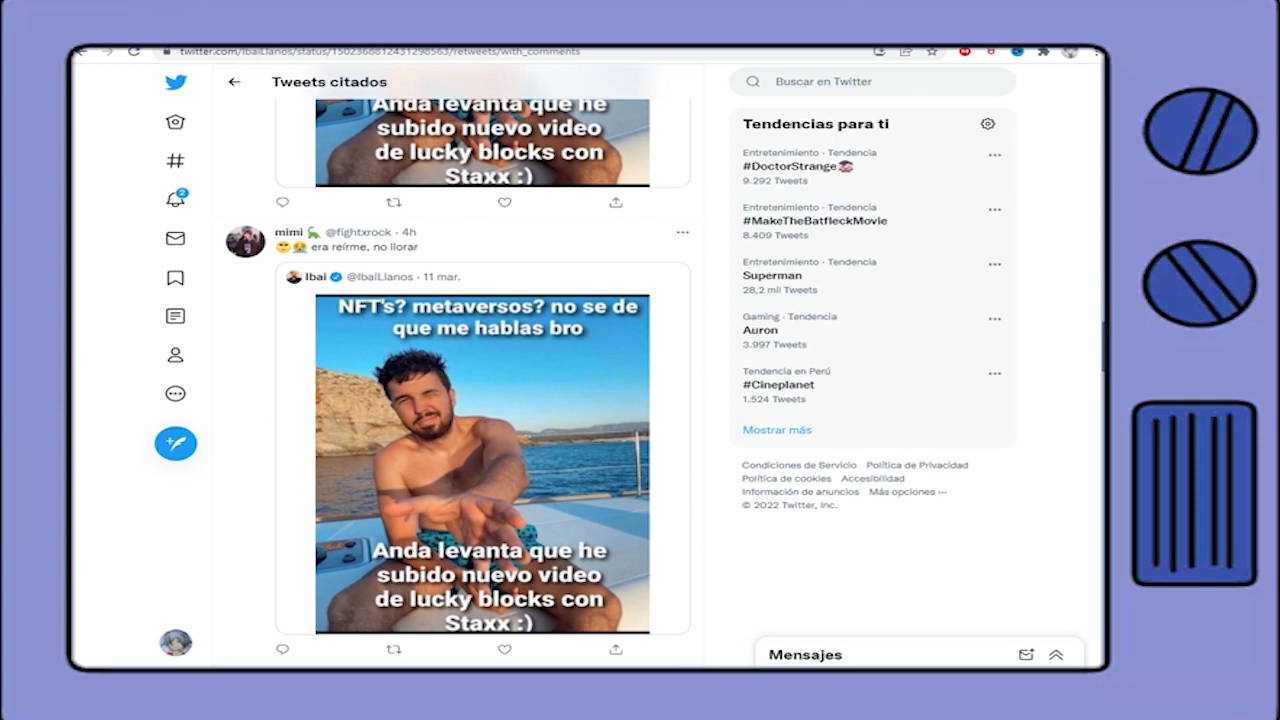 twitter.com/IbaiLlanos/status/1502368812431298563/retweets/with_comments
Tweets citados
Anda levanta que he
subido nuevo video
de lucky blocks con
Staxx :)
mimi @fightxrock · 4h
era reírme, no llorar
Ibai @IbaiLlanos · 11 mar.
NFT's? metaversos? no se de
que me hablas bro
Anda levanta que he
subido nuevo video
de lucky blocks con
Staxx :)
2
Buscar en Twitter
Tendencias para ti
Entretenimiento · Tendencia
#DoctorStrange
9.292 Tweets
Entretenimiento · Tendencia
#MakeTheBatfleckMovie
8.409 Tweets
Entretenimiento · Tendencia
Superman
28,2 mil Tweets
Gaming · Tendencia
Auron
3.997 Tweets
Tendencia en Perú
#Cineplanet
1.524 Tweets
Mostrar más
Condiciones de Servicio Política de Privacidad
Política de cookies Accesibilidad
Información de anuncios Más opciones ···
© 2022 Twitter, Inc.
Mensajes